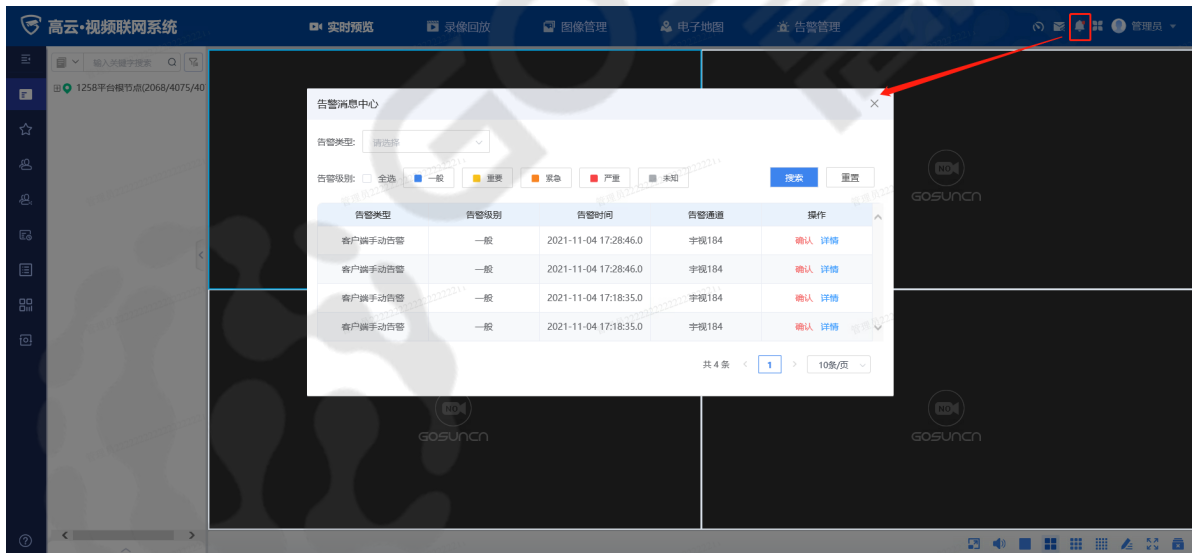 高云·视频联网系统 实时预览 录像回放 图像管理 电子地图 告警管理 管理员
输入关键字搜索
1258平台根节点(2068/4075/40
告警消息中心
告警类型: 请选择
告警级别: 全选 一般 重要 紧急 严重 未知 搜索 重置
告警类型 告警级别 告警时间 告警通道 操作
客户端手动告警 一般 2021-11-04 17:28:46.0 宇视184 确认 详情
客户端手动告警 一般 2021-11-04 17:28:46.0 宇视184 确认 详情
客户端手动告警 一般 2021-11-04 17:18:35.0 宇视184 确认 详情
客户端手动告警 一般 2021-11-04 17:18:35.0 宇视184 确认 详情
共 4 条 1 10条/页
ND
GOSUNCN
ND
GOSUNCN
ND
GOSUNCN